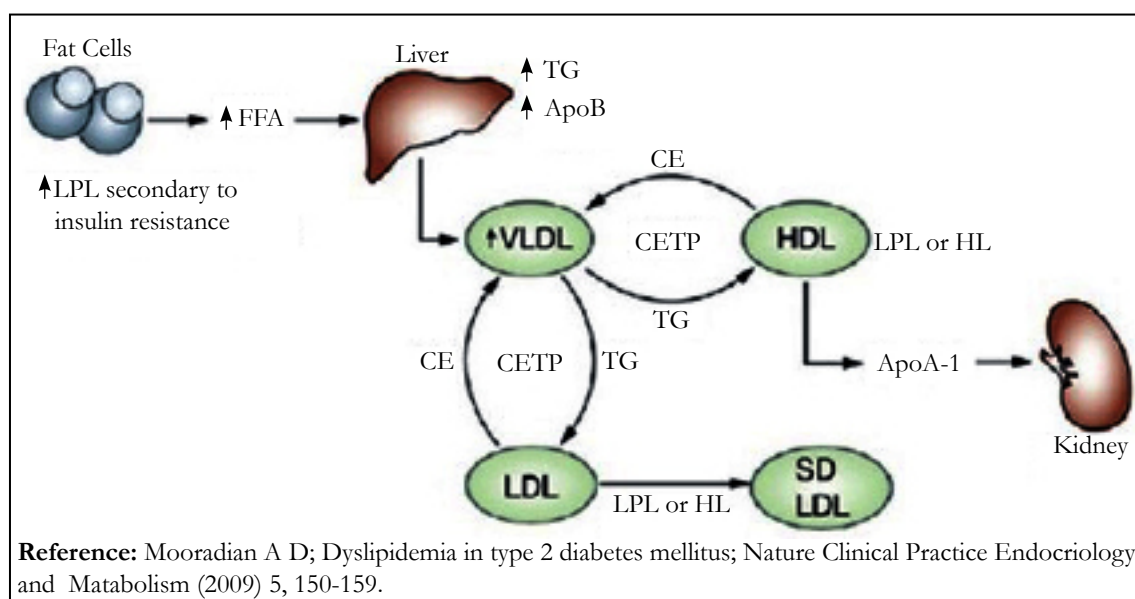 Fat Cells
Liver
↑ TG
↑ ApoB
↑ FFA
↑LPL secondary to
insulin resistance
CE
↑VLDL
CETP
HDL
LPL or HL
TG
CE
CETP
TG
ApoA-1
Kidney
LDL
LPL or HL
SD
LDL
Reference: Mooradian A D; Dyslipidemia in type 2 diabetes mellitus; Nature Clinical Practice Endocriology
and Matabolism (2009) 5, 150-159.